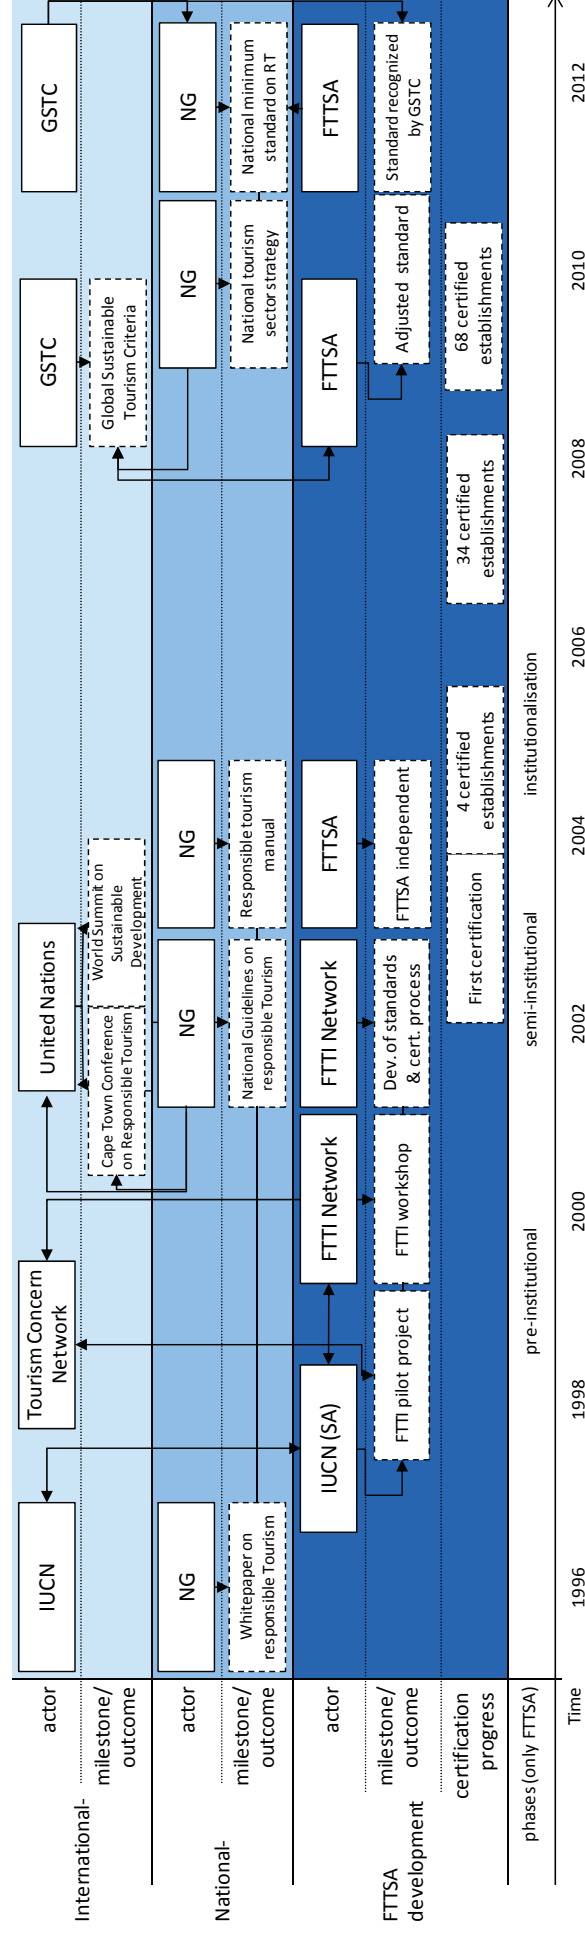 International-
actor
IUCN
Tourism Concern
Network
United Nations
GSTC
GSTC
milestone/
outcome
Cape Town Conference
on Responsible Tourism
World Summit on
Sustainable
Development
Global Sustainable
Tourism Criteria
National-
actor
NG
NG
NG
NG
NG
milestone/
outcome
Whitepaper on
responsible Tourism
National Guidelines on
responsible Tourism
Responsible tourism
manual
National tourism
sector strategy
National minimum
standard on RT
FTTSA
development
actor
IUCN (SA)
FTTI Network
FTTI Network
FTTSA
FTTSA
FTTSA
milestone/
outcome
FTTI pilot project
FTTI workshop
Dev. of standards
& cert. process
FTTSA independent
Adjusted standard
Standard recognized
by GSTC
certification
progress
First certification
4 certified
establishments
34 certified
establishments
68 certified
establishments
phases (only FTTSA)
pre-institutional
semi-institutional
institutionalisation
Time
1996
1998
2000
2002
2004
2006
2008
2010
2012